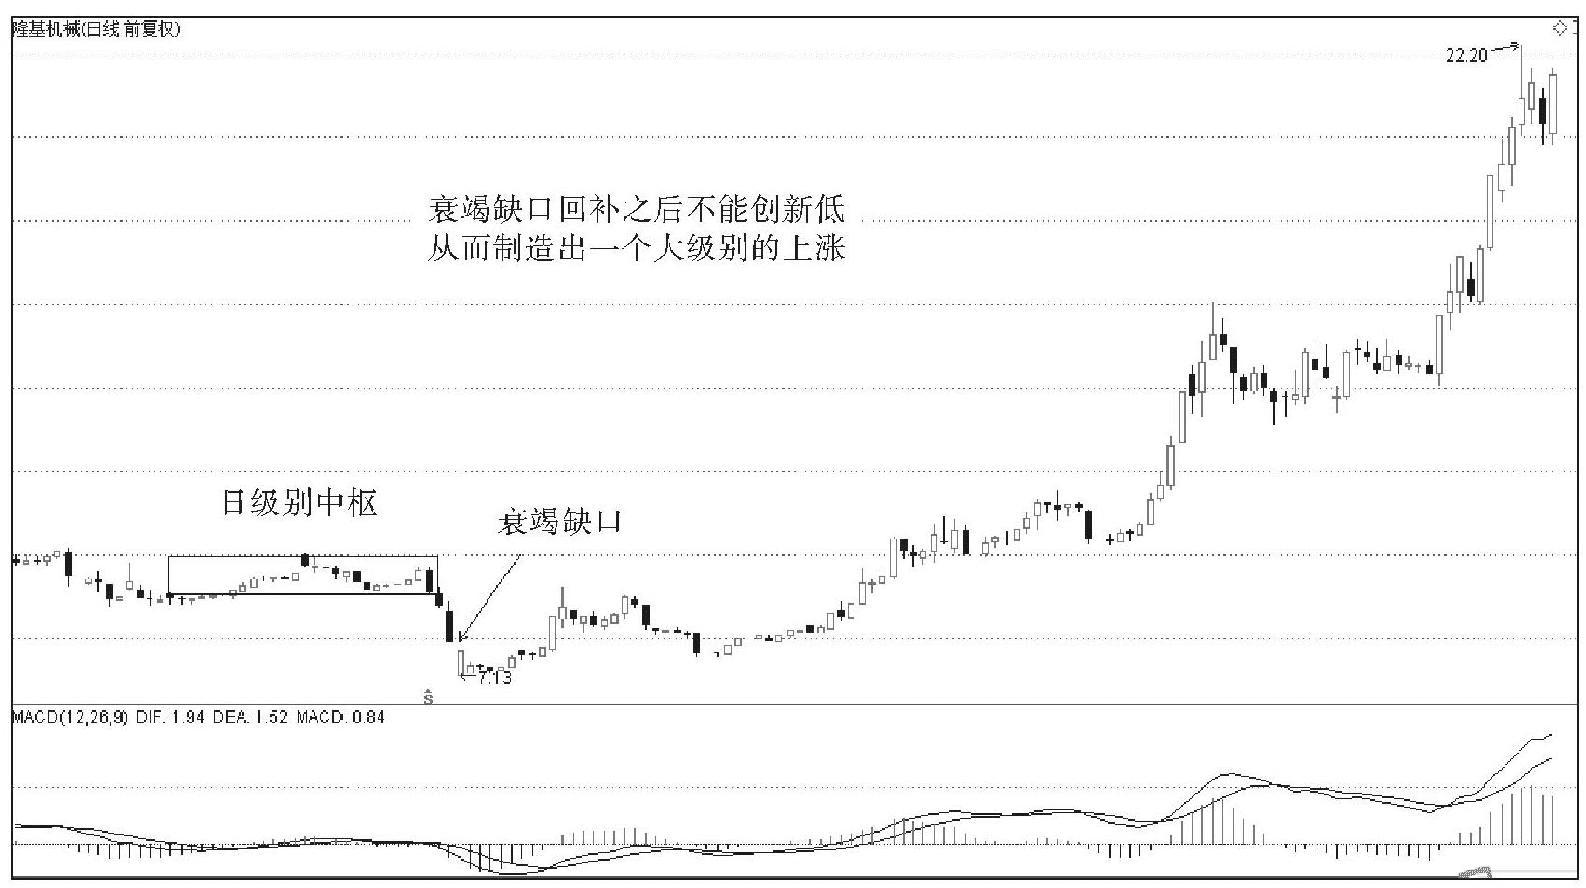 隆基机械(日线 前复权)
22.20
衰竭缺口回补之后不能创新低
从而制造出一个大级别的上涨
日级别中枢
衰竭缺口
7.13
S
MACD(12,26,9) DIF. 1.94 DEA. 1.52 MACD. 0.84